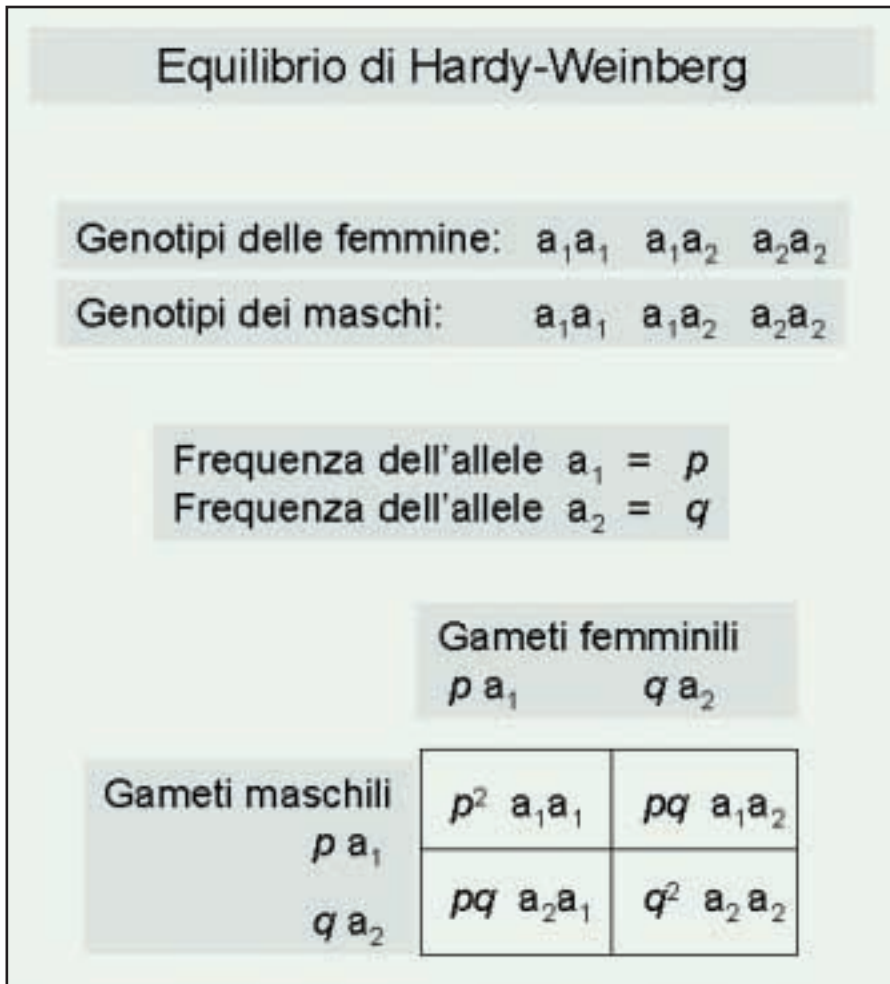 Equilibrio di Hardy-Weinberg
Genotipi delle femmine: a₁a₁ a₁a₂ a₂a₂
Genotipi dei maschi: a₁a₁ a₁a₂ a₂a₂
Frequenza dell'allele a₁ = p
Frequenza dell'allele a₂ = q
Gameti femminili
p a₁ q a₂
Gameti maschili
p a₁
q a₂
p² a₁a₁ pq a₁a₂
pq a₂a₁ q² a₂a₂